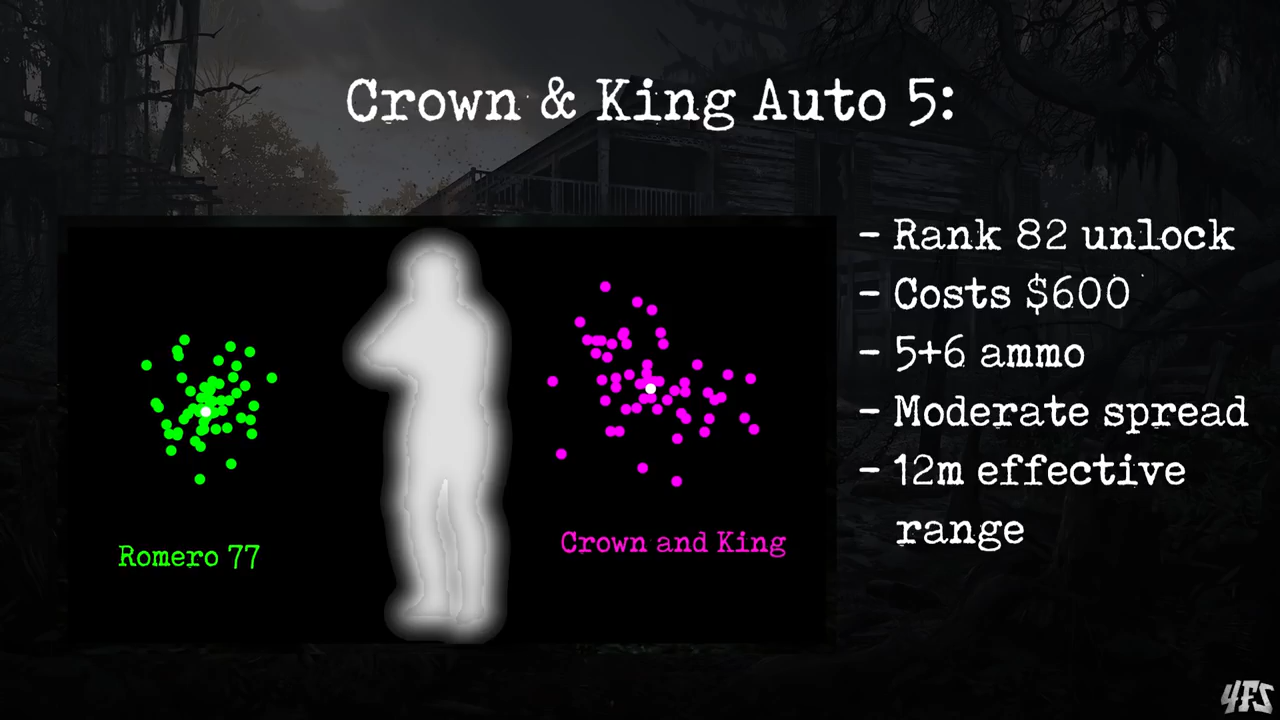 Crown & King Auto 5:
- Rank 82 unlock
- Costs $600
- 5+6 ammo
- Moderate spread
- 12m effective
range
Romero 77
Crown and King
4FS